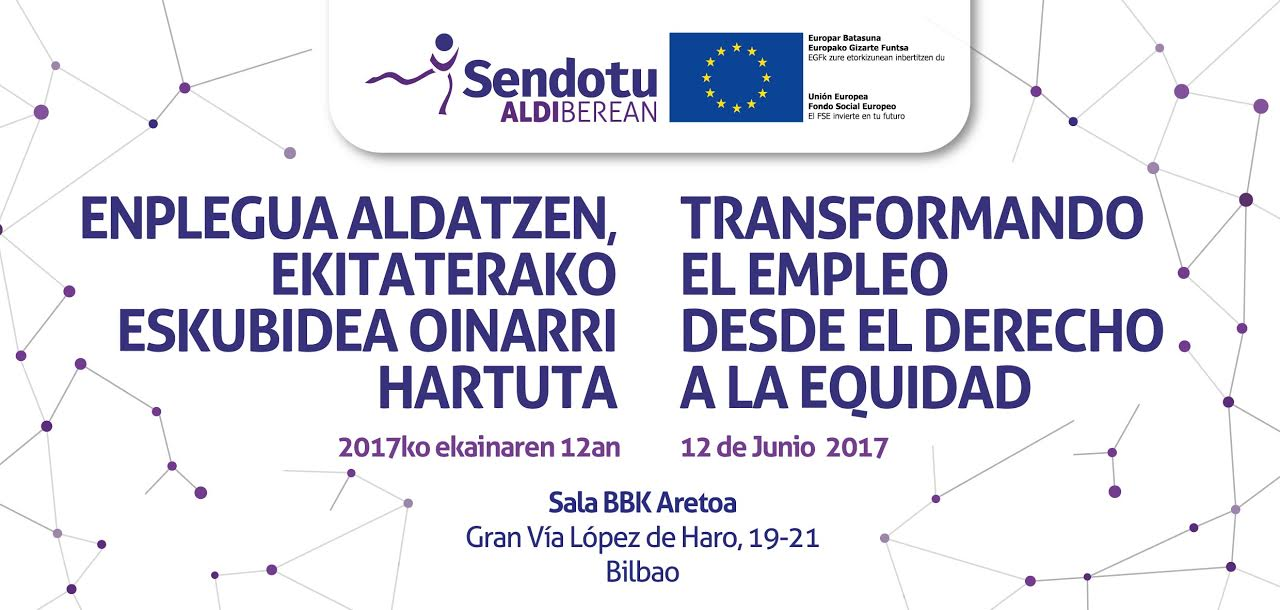 Sendotu
ALDIBEREAN
Europar Batasuna
Europako Gizarte Funtsa
EGFk zure etorkizunean inbertitzen du
Unión Europea
Fondo Social Europeo
El FSE invierte en tu futuro
ENPLEGUA ALDATZEN,
EKITATERAKO
ESKUBIDEA OINARRI
HARTUTA
2017ko ekainaren 12an
TRANSFORMANDO
EL EMPLEO
DESDE EL DERECHO
A LA EQUIDAD
12 de Junio 2017
Sala BBK Aretoa
Gran Vía López de Haro, 19-21
Bilbao